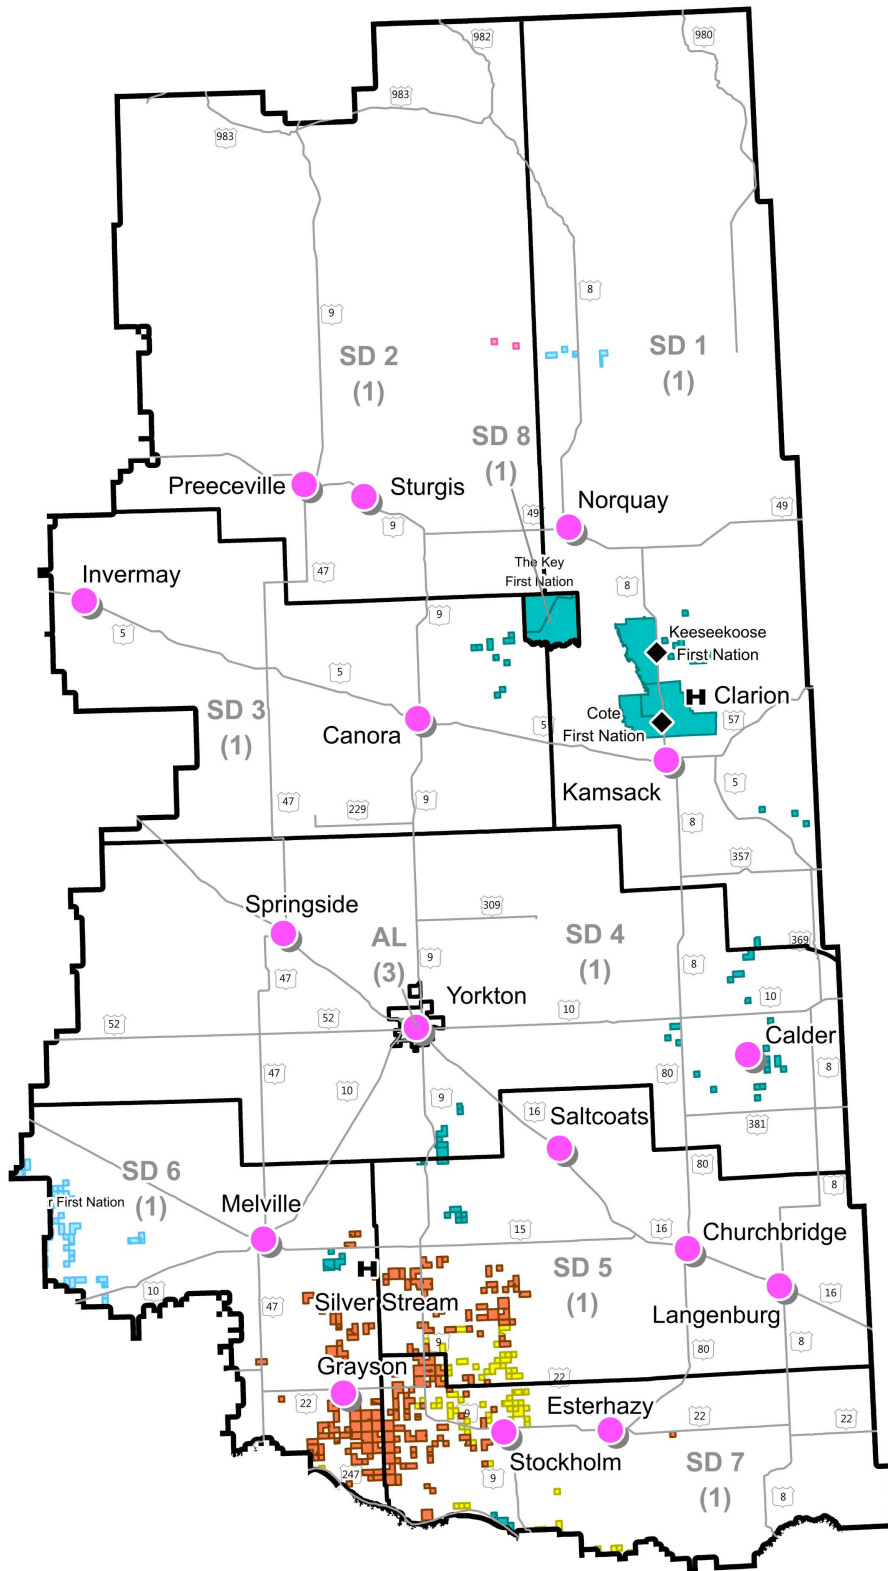 982
980
983
983
8
9
SD 2
(1)
SD 1
(1)
SD 8
(1)
Preeceville
Sturgis
Norquay
49
49
9
The Key
First Nation
Invermay
47
8
9
5
Keeseekoose
First Nation
5
SD 3
(1)
Clarion
Cote
First Nation
57
5
Canora
5
Kamsack
47
229
9
8
357
Springside
309
AL
(3)
SD 4
(1)
369
9
8
47
Yorkton
10
10
52
52
Calder
47
10
9
80
8
16
Saltcoats
381
SD 6
(1)
80
8
r First Nation
Melville
15
16
Churchbridge
SD 5
(1)
10
47
Silver Stream
Langenburg
16
9
80
8
Grayson
22
22
9
Esterhazy
22
22
Stockholm
247
9
SD 7
(1)
8